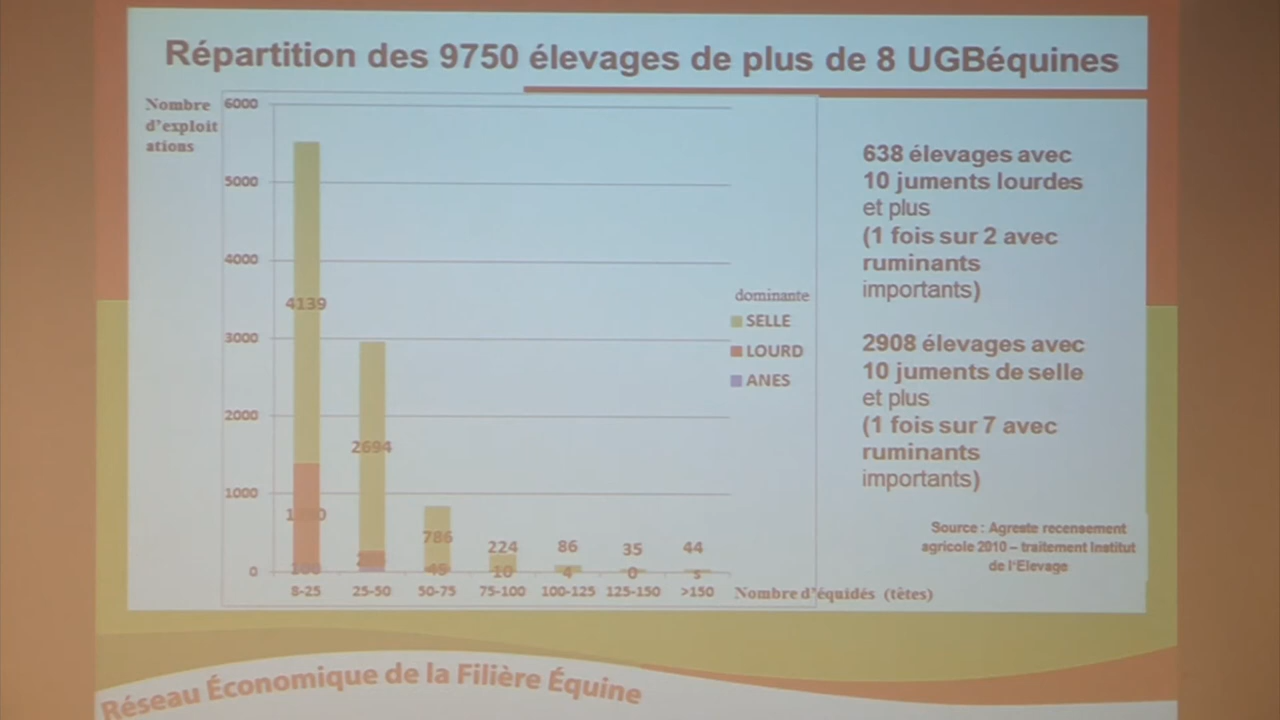 Répartition des 9750 élevages de plus de 8 UGBéquines
Nombre
d'exploit
ations
6000
5000
4000
3000
2000
1000
0
4139
2694
786
224
86
35
44
45
10
4
0
8-25
25-50
50-75
75-100
100-125
125-150
>150
Nombre d'équidés (têtes)
dominante
SELLE
LOURD
ANES
638 élevages avec
10 juments lourdes
et plus
(1 fois sur 2 avec
ruminants
importants)
2908 élevages avec
10 juments de selle
et plus
(1 fois sur 7 avec
ruminants
importants)
Source : Agreste recensement
agricole 2010 – traitement Institut
de l'Elevage
Réseau Économique de la Filière Équine